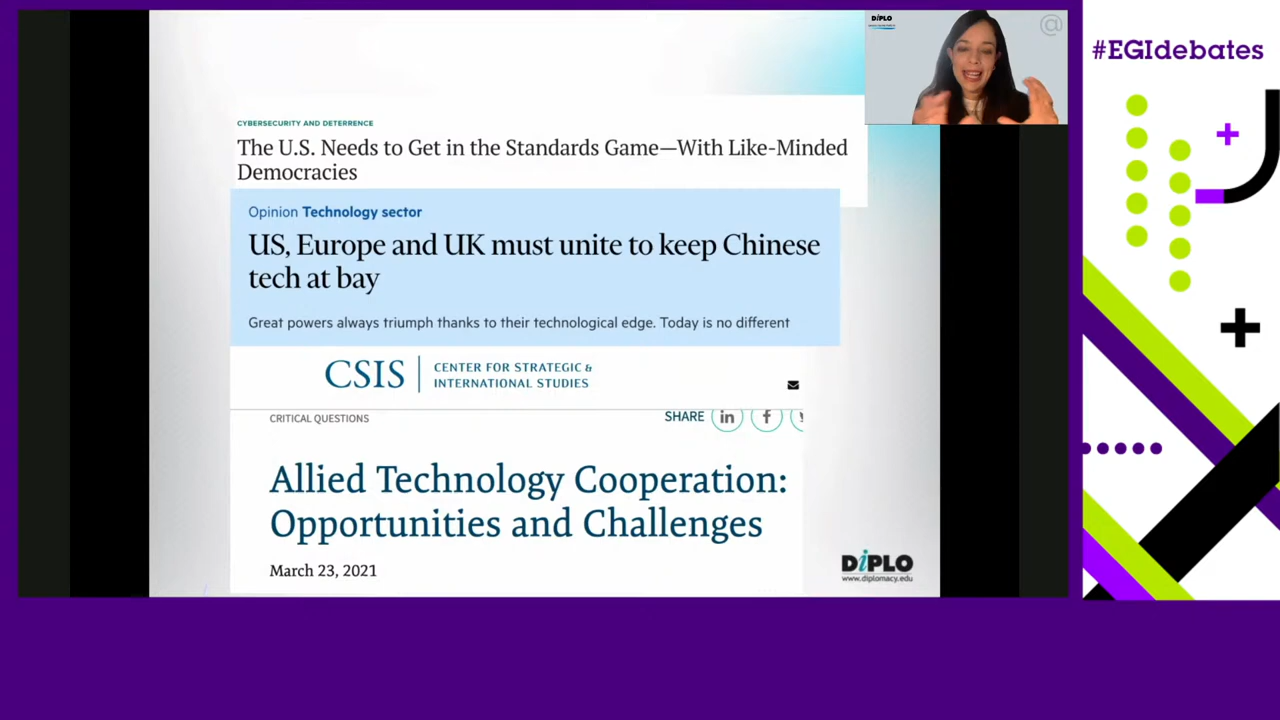 DiPLO
@
#EGIdebates
CYBERSECURITY AND DETERRENCE
The U.S. Needs to Get in the Standards Game—With Like-Minded
Democracies
Opinion Technology sector
US, Europe and UK must unite to keep Chinese
tech at bay
Great powers always triumph thanks to their technological edge. Today is no different
CSIS
CENTER FOR STRATEGIC &
INTERNATIONAL STUDIES
CRITICAL QUESTIONS
SHARE in f
Allied Technology Cooperation:
Opportunities and Challenges
March 23, 2021
DiPLO
www.diplomacy.edu